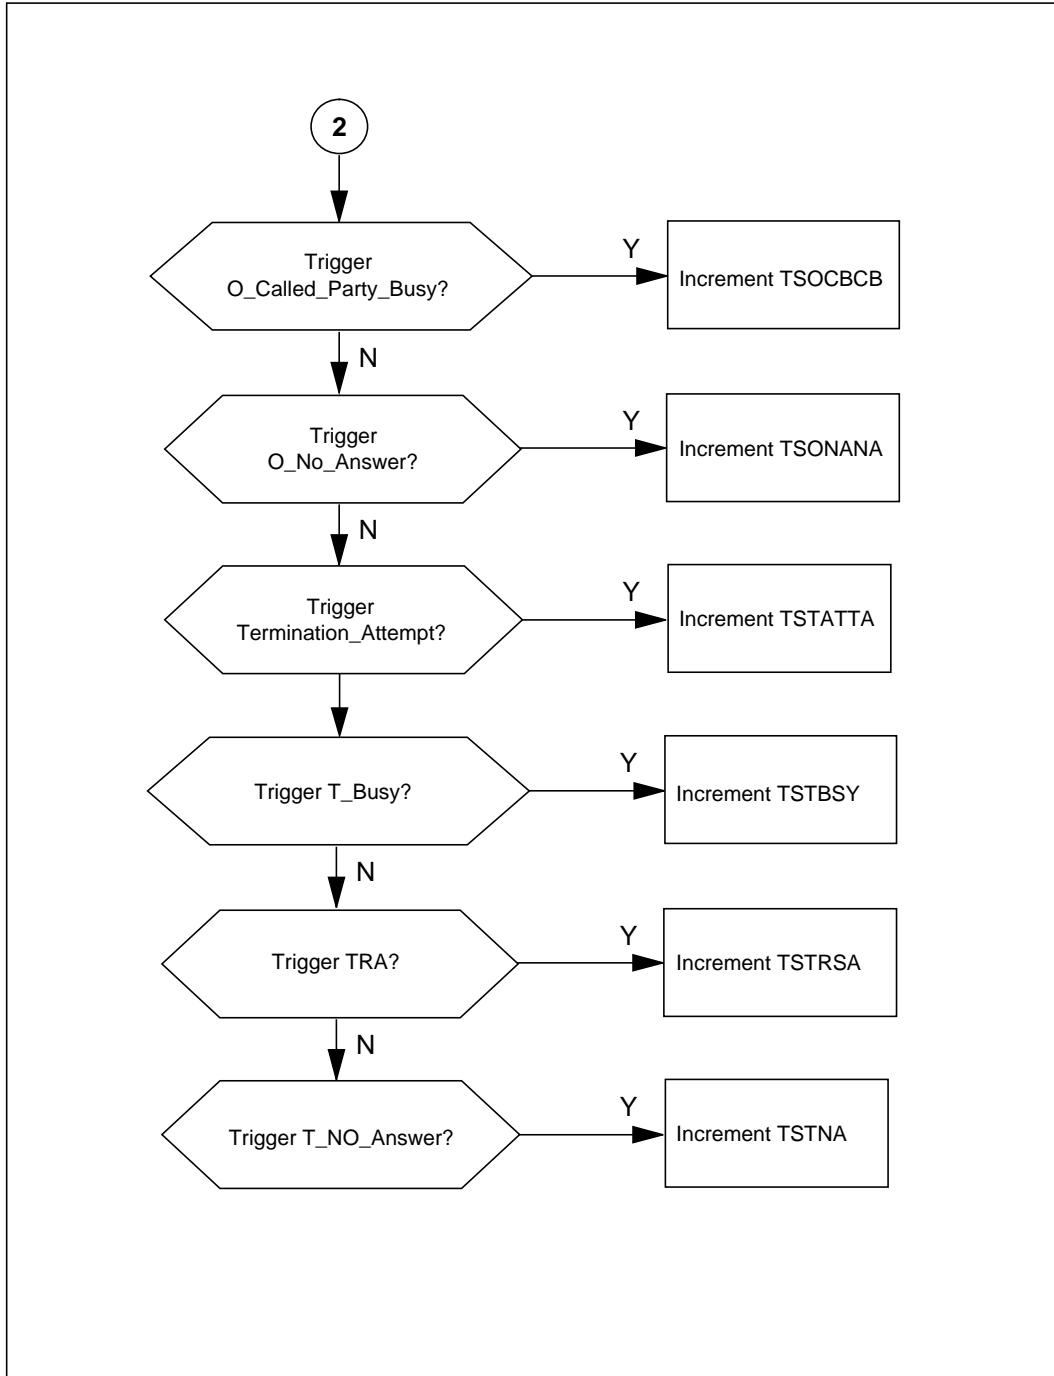 2
Trigger
O_Called_Party_Busy?
Y
Increment TSOCBCB
N
Trigger
O_No_Answer?
Y
Increment TSONANA
N
Trigger
Termination_Attempt?
Y
Increment TSTATTA
Trigger T_Busy?
Y
Increment TSTBSY
N
Trigger TRA?
Y
Increment TSTRSA
N
Trigger T_NO_Answer?
Y
Increment TSTNA